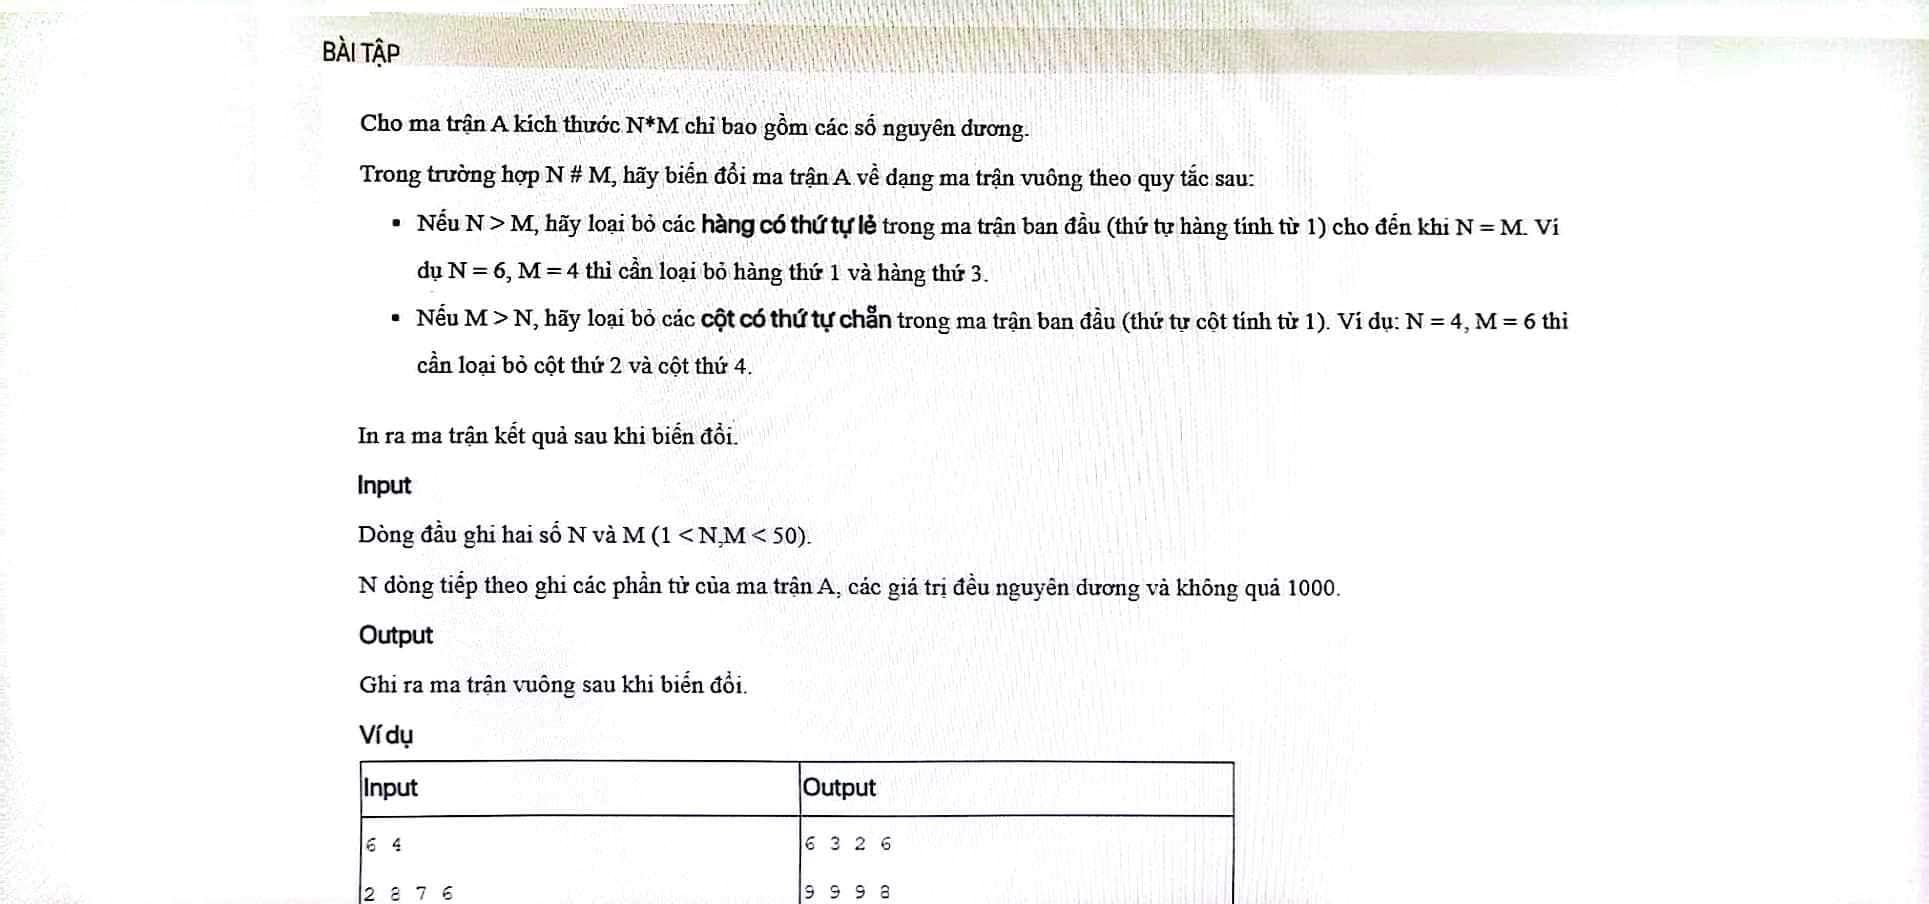 BÀI TẬP
Cho ma trận A kích thước N*M chỉ bao gồm các số nguyên dương.
Trong trường hợp N # M, hãy biến đổi ma trận A về dạng ma trận vuông theo quy tắc sau:
▪ Nếu N > M, hãy loại bỏ các hàng có thứ tự lẻ trong ma trận ban đầu (thứ tự hàng tính từ 1) cho đến khi N = M. Ví
dụ N = 6, M = 4 thì cần loại bỏ hàng thứ 1 và hàng thứ 3.
▪ Nếu M > N, hãy loại bỏ các cột có thứ tự chẵn trong ma trận ban đầu (thứ tự cột tính từ 1). Ví dụ: N = 4, M = 6 thì
cần loại bỏ cột thứ 2 và cột thứ 4.
In ra ma trận kết quả sau khi biến đổi.
Input
Dòng đầu ghi hai số N và M (1 < N,M < 50).
N dòng tiếp theo ghi các phần tử của ma trận A, các giá trị đều nguyên dương và không quá 1000.
Output
Ghi ra ma trận vuông sau khi biến đổi.
Ví dụ
Input Output
6 4 6 3 2 6
2 8 7 6 9 9 9 8